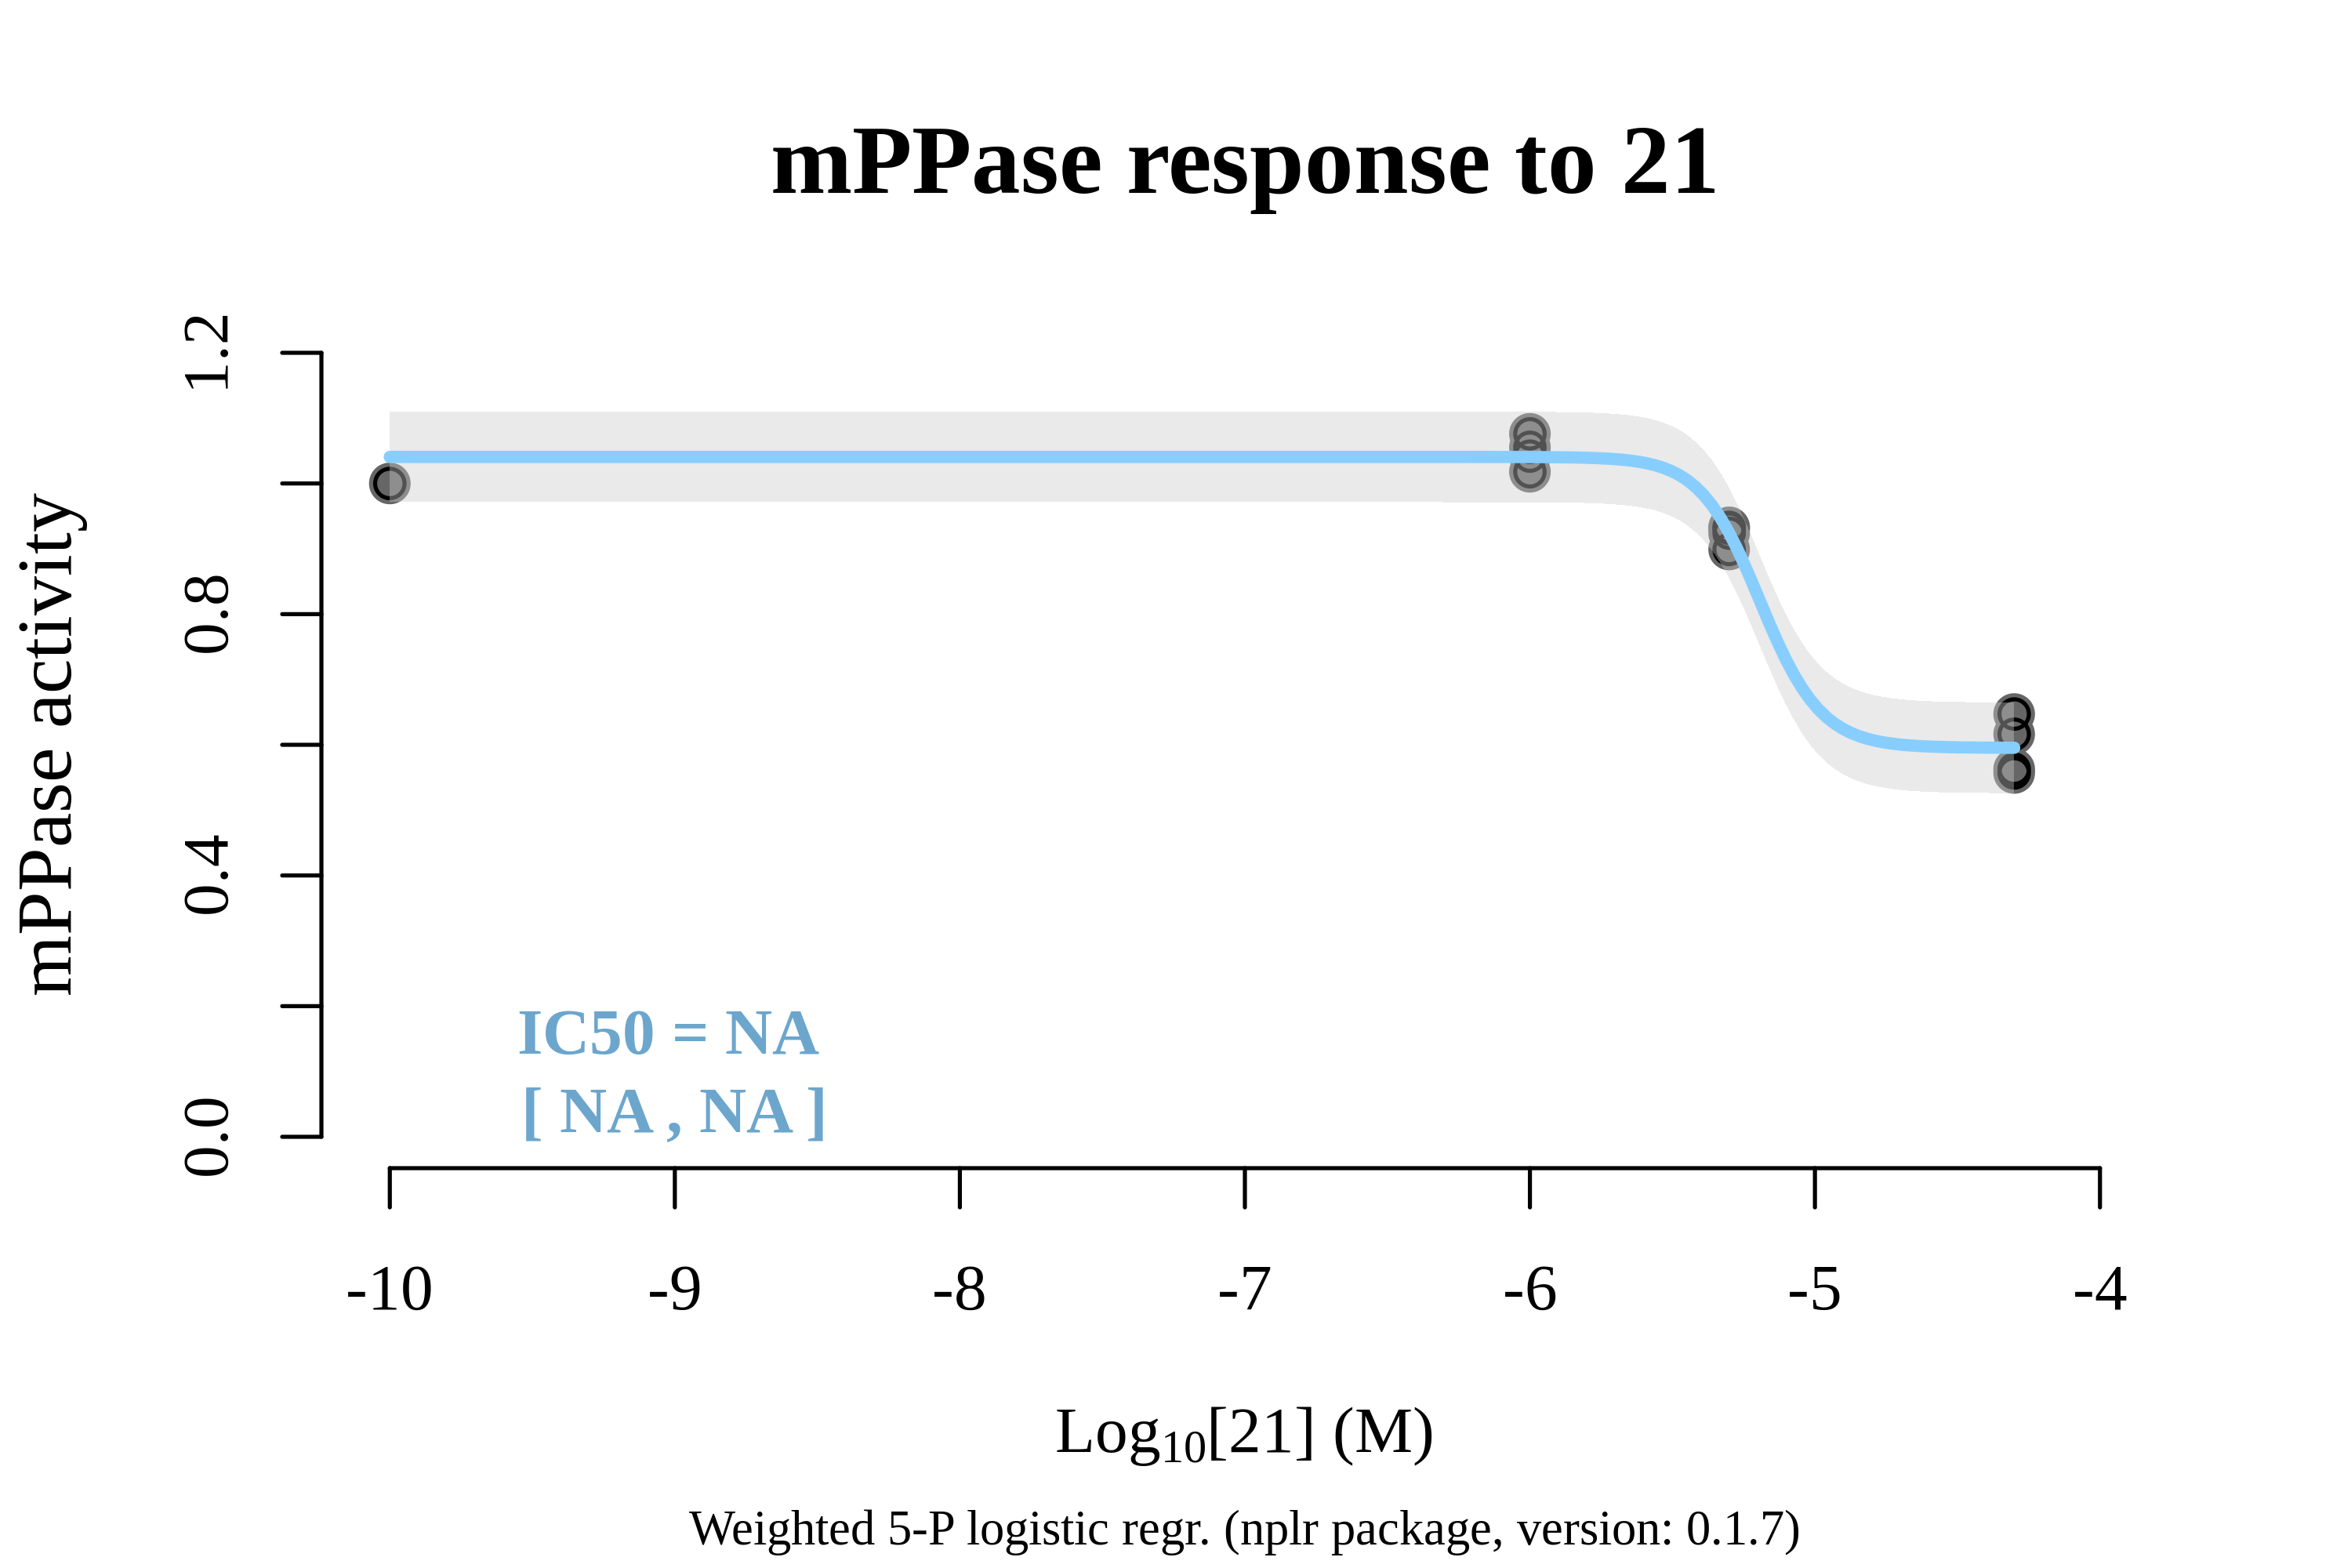 mPPase response to 21
mPPase activity
1.2
0.8
0.4
0.0
IC50 = NA
[ NA , NA ]
-10 -9 -8 -7 -6 -5 -4
Log10[21] (M)
Weighted 5-P logistic regr. (nplr package, version: 0.1.7)